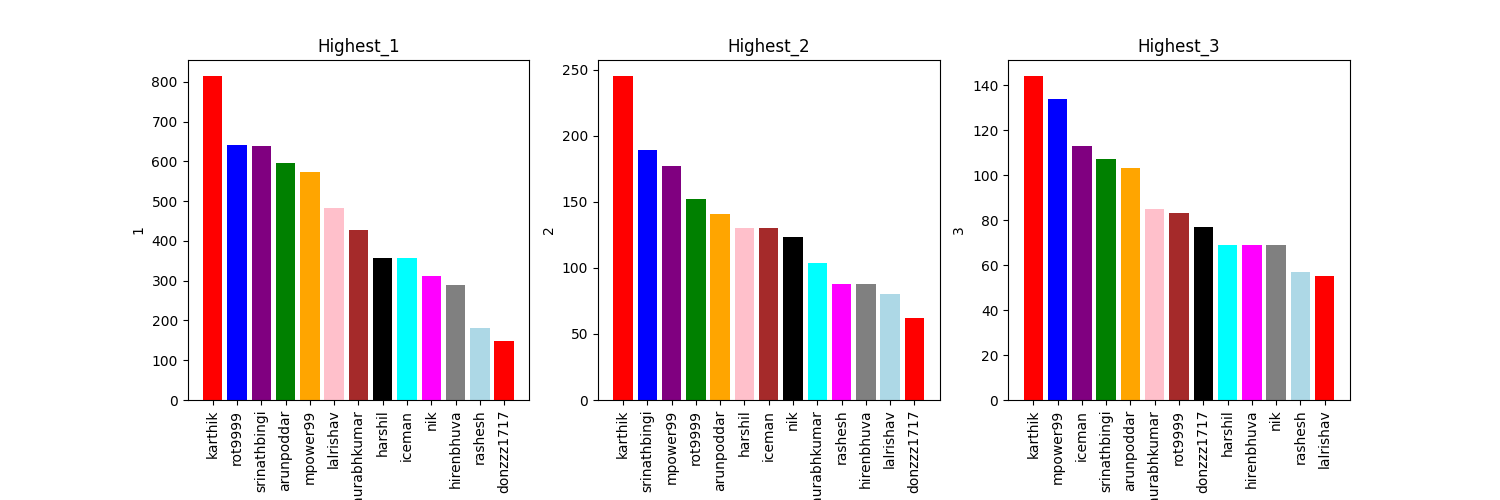 Highest_1
Highest_2
Highest_3
800
700
600
500
400
300
200
100
0
1
karthik
rot9999
srinathbingi
arunpoddar
mpower99
lalrishav
urabhkumar
harshil
iceman
nik
hirenbhuva
rashesh
donzzz1717
250
200
150
100
50
0
2
karthik
srinathbingi
mpower99
rot9999
arunpoddar
harshil
iceman
nik
urabhkumar
rashesh
hirenbhuva
lalrishav
donzzz1717
140
120
100
80
60
40
20
0
3
karthik
mpower99
iceman
srinathbingi
arunpoddar
urabhkumar
rot9999
donzzz1717
harshil
hirenbhuva
nik
rashesh
lalrishav